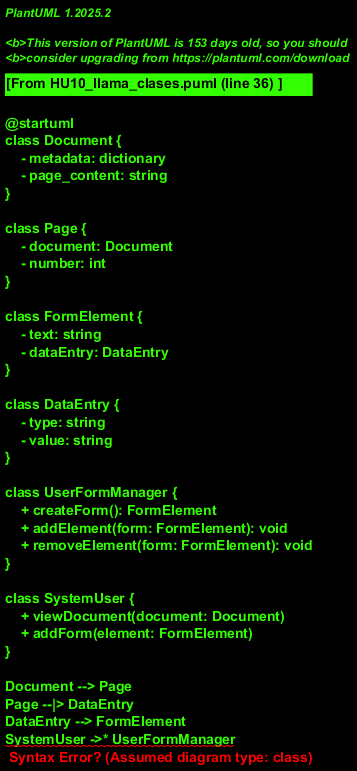 PlantUML 1.2025.2
<b>This version of PlantUML is 153 days old, so you should
<b>consider upgrading from https://plantuml.com/download
[From HU10_llama_clases.puml (line 36) ]
@startuml
class Document {
- metadata: dictionary
- page_content: string
}
class Page {
- document: Document
- number: int
}
class FormElement {
- text: string
- dataEntry: DataEntry
}
class DataEntry {
- type: string
- value: string
}
class UserFormManager {
+ createForm(): FormElement
+ addElement(form: FormElement): void
+ removeElement(form: FormElement): void
}
class SystemUser {
+ viewDocument(document: Document)
+ addForm(element: FormElement)
}
Document --> Page
Page --|> DataEntry
DataEntry --> FormElement
SystemUser ->* UserFormManager
Syntax Error? (Assumed diagram type: class)